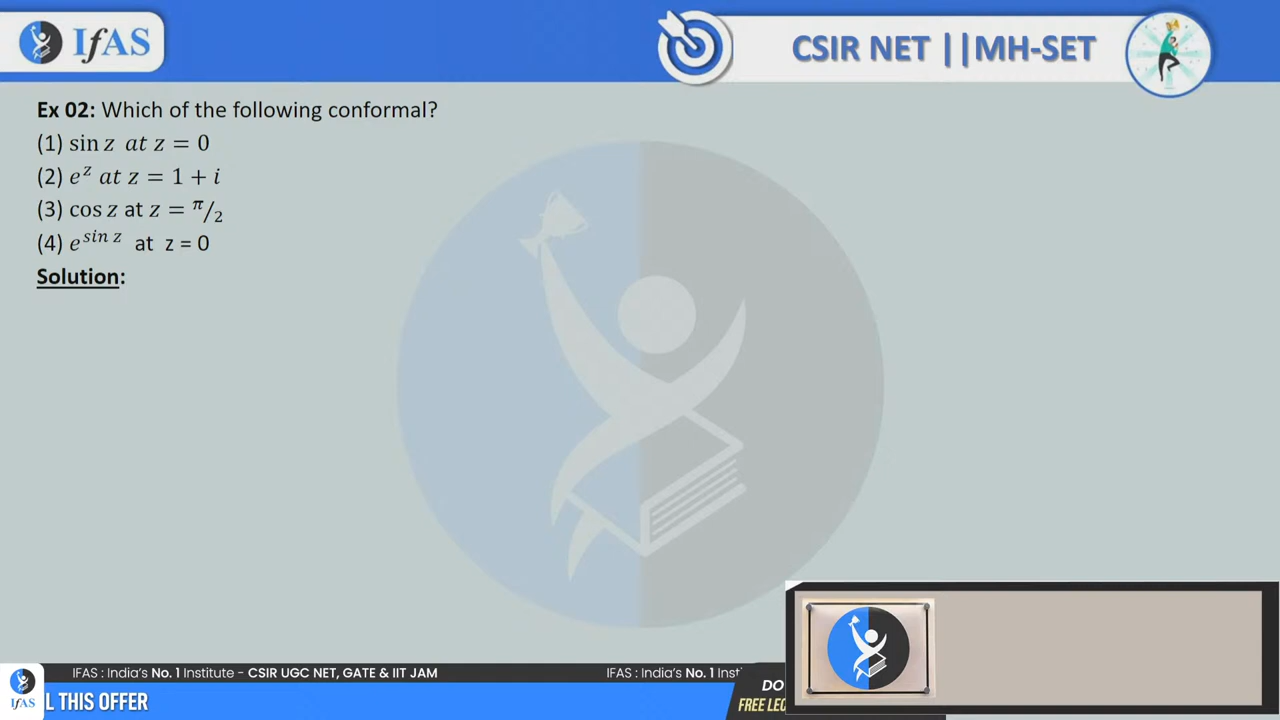 IfAS
CSIR NET ||MH-SET
Ex 02: Which of the following conformal?
(1) sin z at z = 0
(2) e^z at z = 1 + i
(3) cos z at z = π/2
(4) e^{sin z} at z = 0
Solution:
IFAS : India's No. 1 Institute - CSIR UGC NET, GATE & IIT JAM
IFAS : India's No. 1 Insti
IfAS
L THIS OFFER
DO
FREE LEC